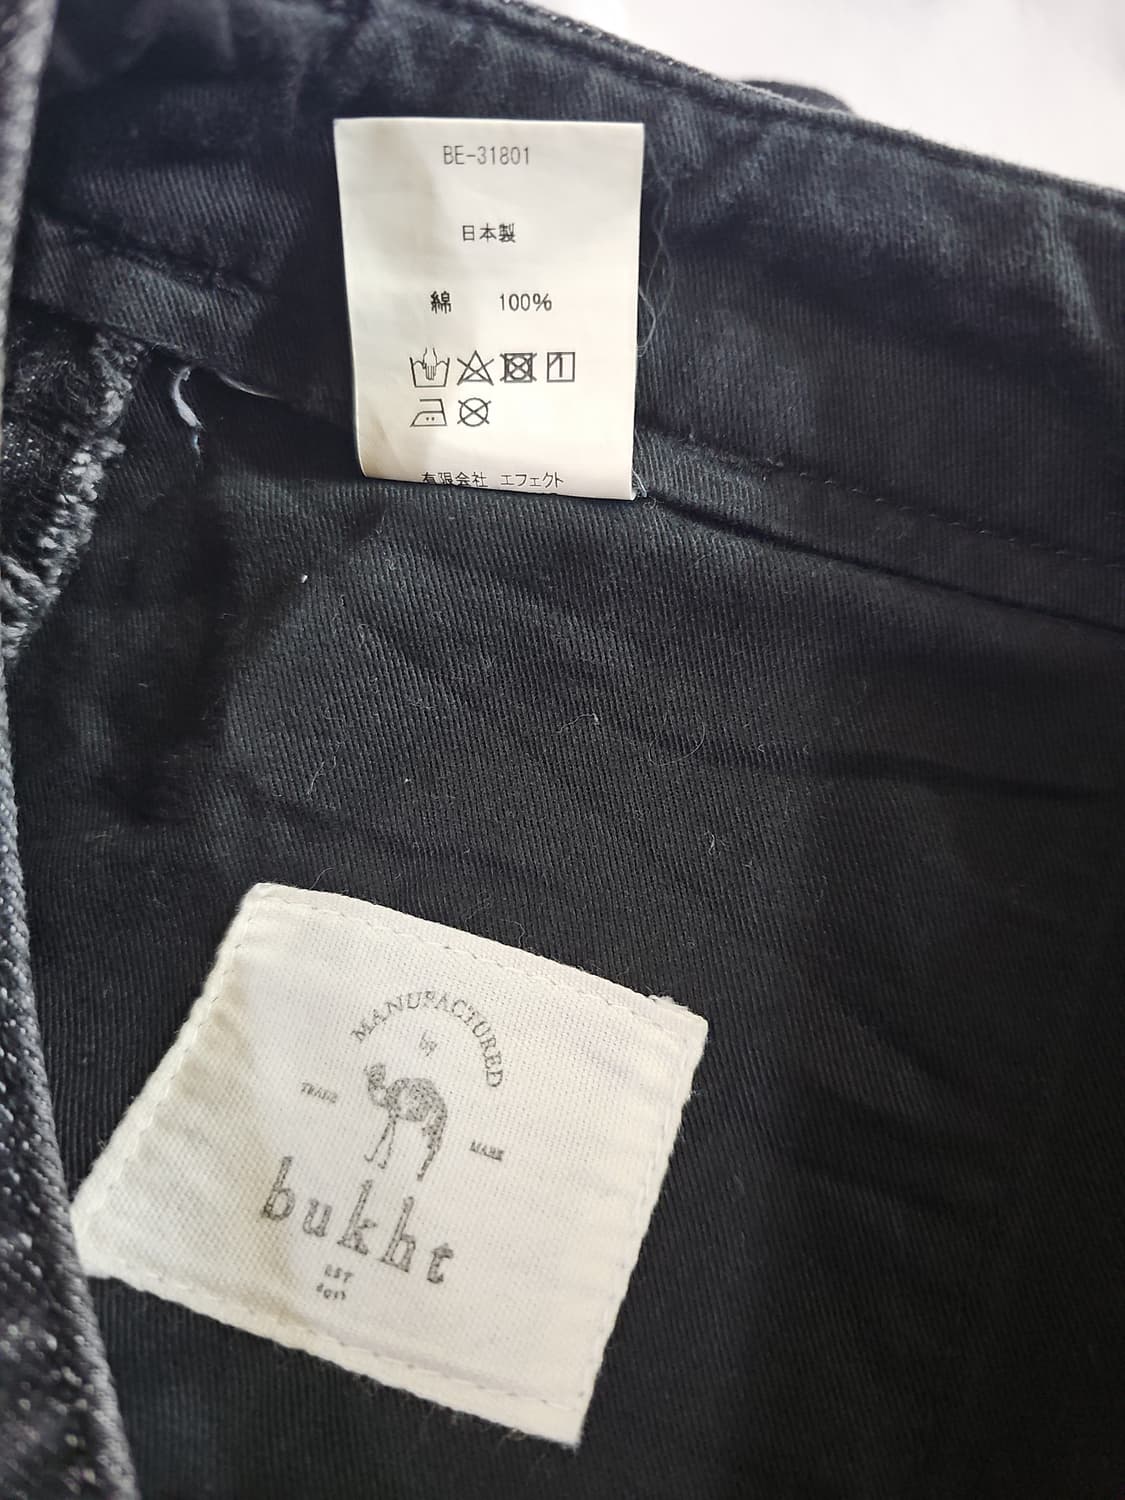 BE-31801
日本製
綿 100%
有限会社 エフェクト
MANUFACTURED
by
TRADE MARK
bukht
EST